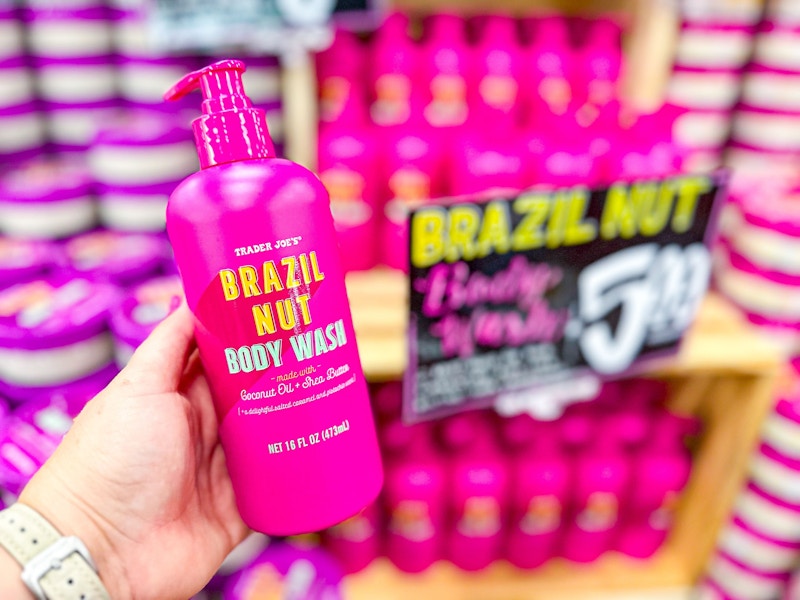 TRADER JOE'S
BRAZIL
NUT
BODY WASH
- made with -
Coconut Oil + Shea Butter
NET 16 FL OZ (473mL)
BRAZIL NUT
Body
Wash
5.99